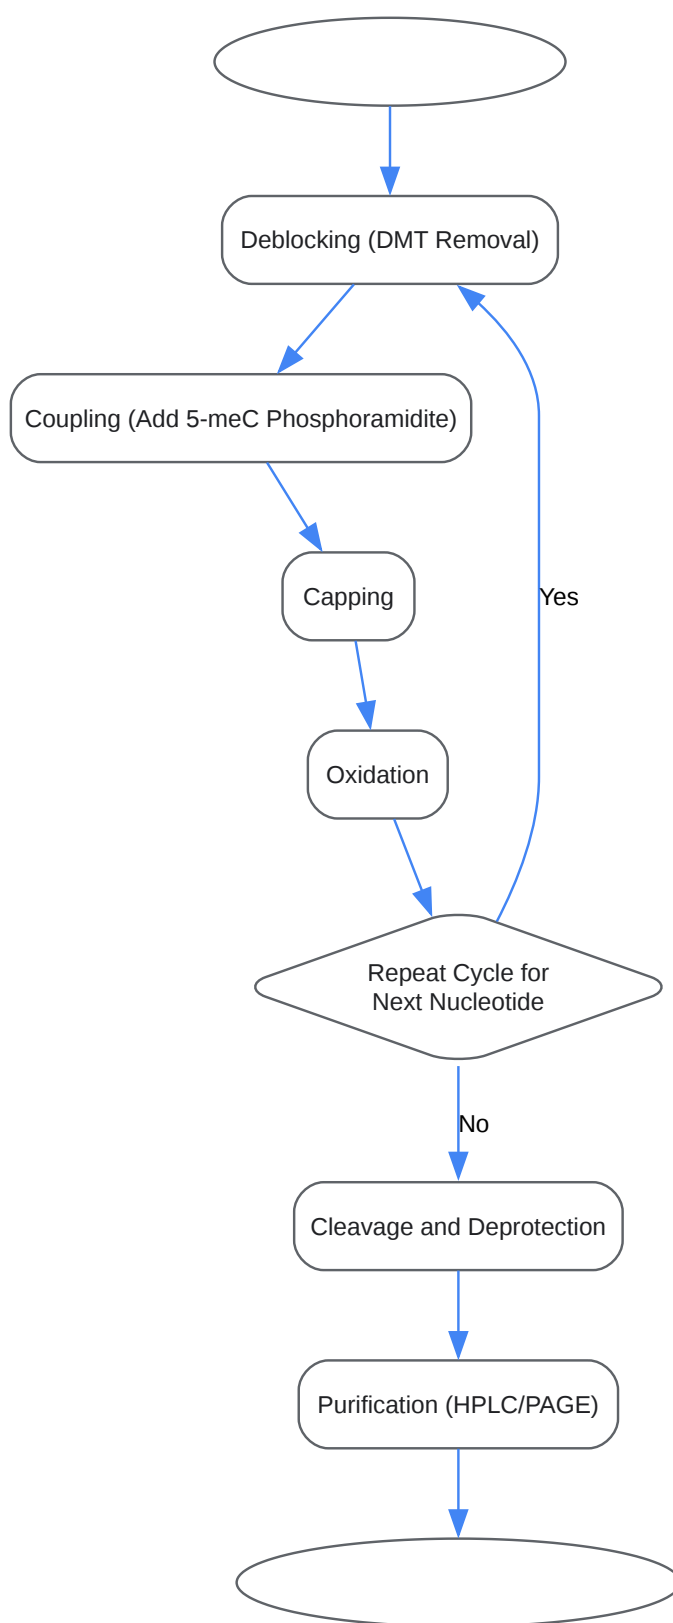 Deblocking (DMT Removal)
Coupling (Add 5-meC Phosphoramidite)
Capping
Yes
Oxidation
Repeat Cycle for
Next Nucleotide
No
Cleavage and Deprotection
Purification (HPLC/PAGE)